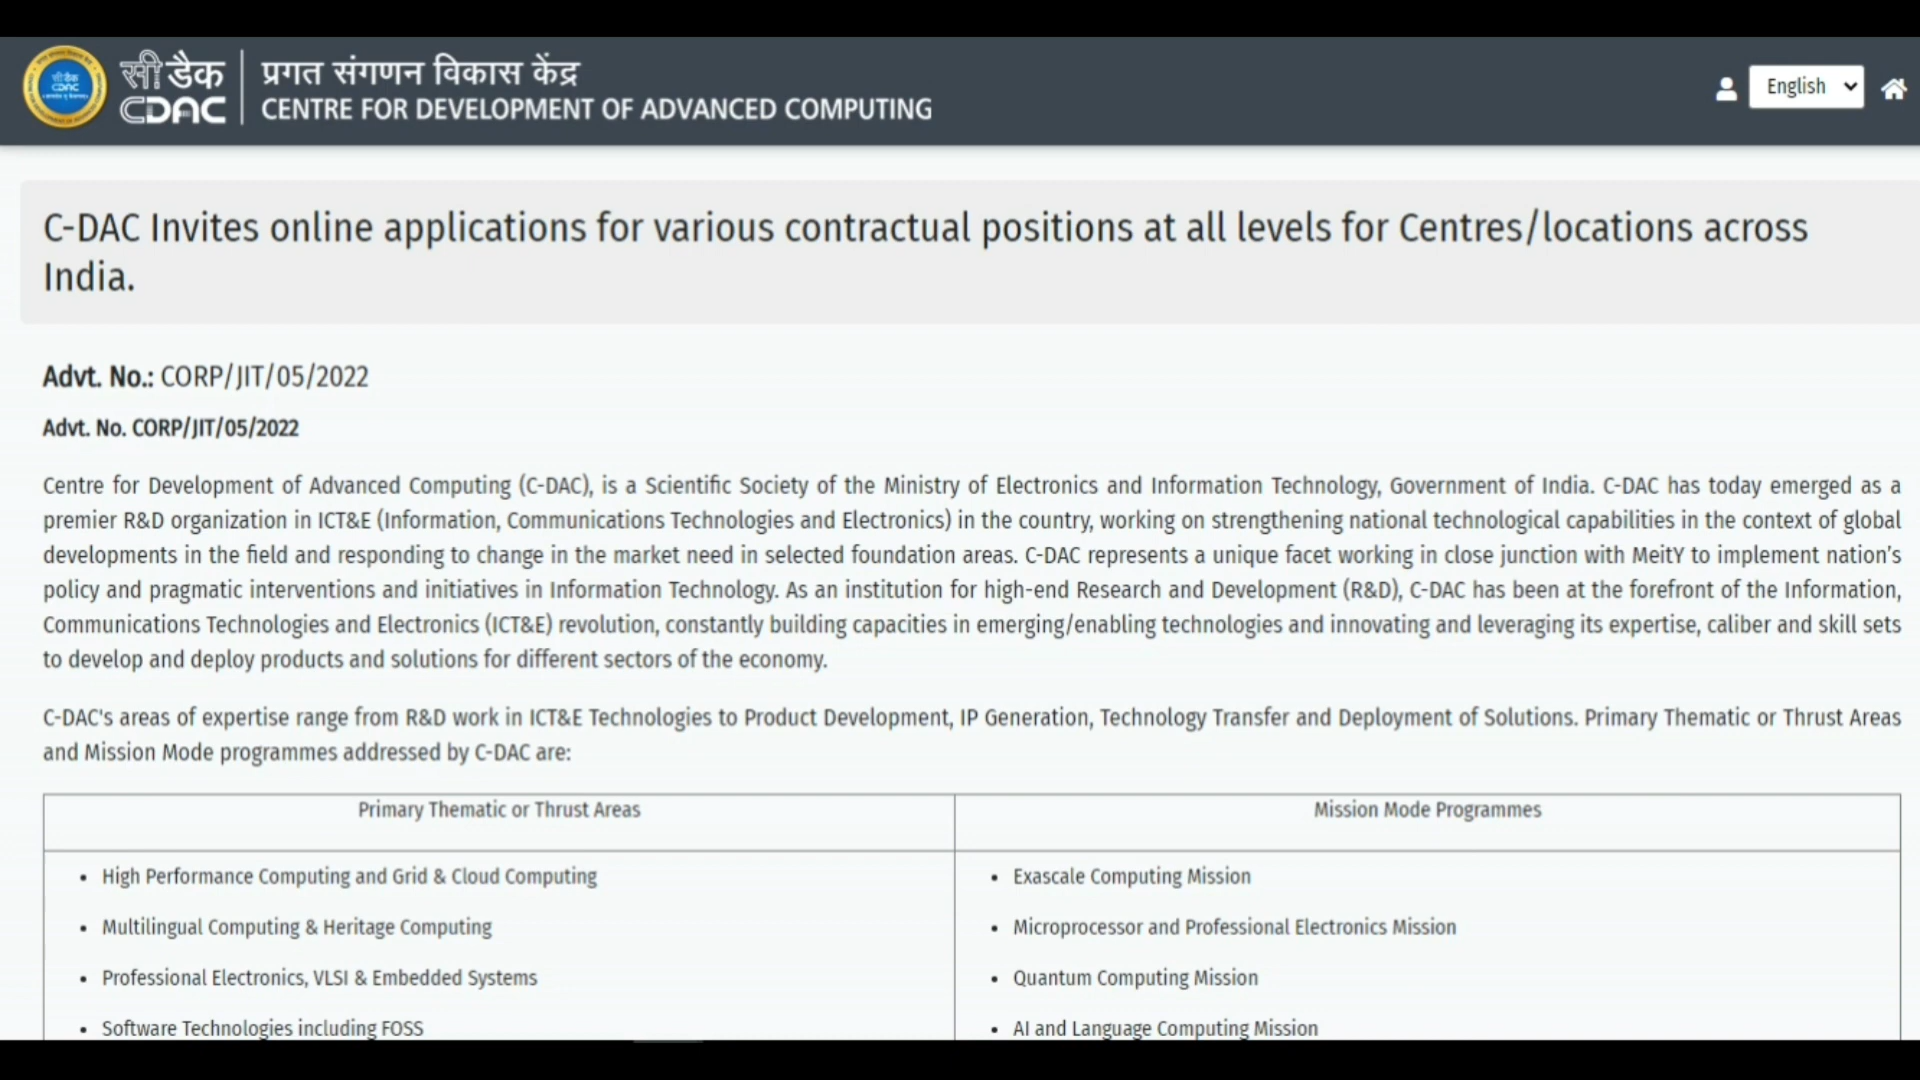 सी डैक
CDAC
प्रगत संगणन विकास केंद्र
CENTRE FOR DEVELOPMENT OF ADVANCED COMPUTING
English
C-DAC Invites online applications for various contractual positions at all levels for Centres/locations across
India.
Advt. No.: CORP/JIT/05/2022
Advt. No. CORP/JIT/05/2022
Centre for Development of Advanced Computing (C-DAC), is a Scientific Society of the Ministry of Electronics and Information Technology, Government of India. C-DAC has today emerged as a
premier R&D organization in ICT&E (Information, Communications Technologies and Electronics) in the country, working on strengthening national technological capabilities in the context of global
developments in the field and responding to change in the market need in selected foundation areas. C-DAC represents a unique facet working in close junction with MeitY to implement nation's
policy and pragmatic interventions and initiatives in Information Technology. As an institution for high-end Research and Development (R&D), C-DAC has been at the forefront of the Information,
Communications Technologies and Electronics (ICT&E) revolution, constantly building capacities in emerging/enabling technologies and innovating and leveraging its expertise, caliber and skill sets
to develop and deploy products and solutions for different sectors of the economy.
C-DAC's areas of expertise range from R&D work in ICT&E Technologies to Product Development, IP Generation, Technology Transfer and Deployment of Solutions. Primary Thematic or Thrust Areas
and Mission Mode programmes addressed by C-DAC are:
Primary Thematic or Thrust Areas
• High Performance Computing and Grid & Cloud Computing
• Multilingual Computing & Heritage Computing
• Professional Electronics, VLSI & Embedded Systems
• Software Technologies including FOSS
Mission Mode Programmes
• Exascale Computing Mission
• Microprocessor and Professional Electronics Mission
• Quantum Computing Mission
• AI and Language Computing Mission